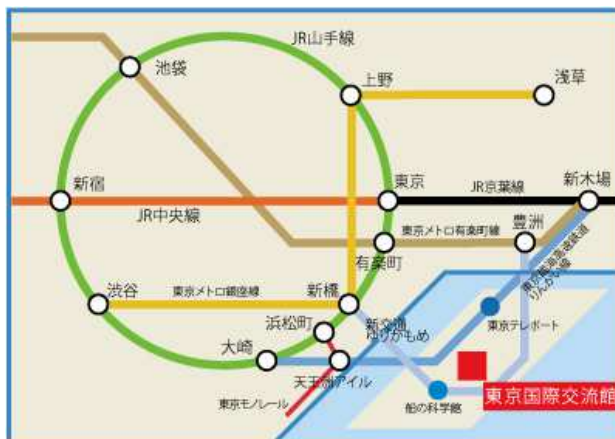 JR山手線
池袋
上野
浅草
新宿
東京
JR京葉線
新木場
JR中央線
東京メトロ有楽町線
豊洲
有楽町
東京臨海高速鉄道
りんかい線
渋谷
東京メトロ銀座線
新橋
浜松町
新交通
ゆりかもめ
東京テレポート
大崎
天王洲アイル
東京モノレール
船の科学館
東京国際交流館